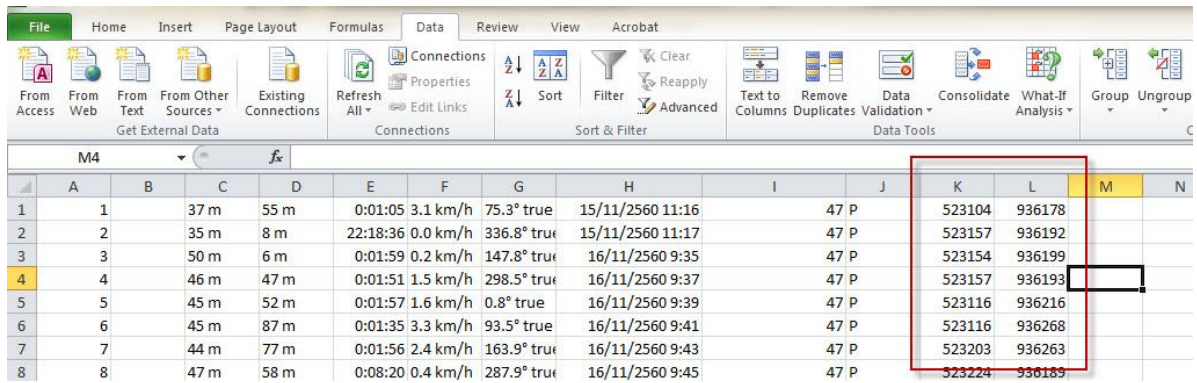 File Home Insert Page Layout Formulas Data Review View Acrobat
From Access From Web From Text From Other Sources Existing Connections
Get External Data
Refresh All Connections Properties Edit Links
Connections
Sort Filter Clear Reapply Advanced
Sort & Filter
Text to Columns Remove Duplicates Data Validation Consolidate What-If Analysis
Data Tools
Group Ungroup
M4 fx
A B C D E F G H I J K L M N
1 1 37 m 55 m 0:01:05 3.1 km/h 75.3° true 15/11/2560 11:16 47 P 523104 936178
2 2 35 m 8 m 22:18:36 0.0 km/h 336.8° true 15/11/2560 11:17 47 P 523157 936192
3 3 50 m 6 m 0:01:59 0.2 km/h 147.8° true 16/11/2560 9:35 47 P 523154 936199
4 4 46 m 47 m 0:01:51 1.5 km/h 298.5° true 16/11/2560 9:37 47 P 523157 936193
5 5 45 m 52 m 0:01:57 1.6 km/h 0.8° true 16/11/2560 9:39 47 P 523116 936216
6 6 45 m 87 m 0:01:35 3.3 km/h 93.5° true 16/11/2560 9:41 47 P 523116 936268
7 7 44 m 77 m 0:01:56 2.4 km/h 163.9° true 16/11/2560 9:43 47 P 523203 936263
8 8 47 m 58 m 0:08:20 0.4 km/h 287.9° true 16/11/2560 9:45 47 P 523224 936189